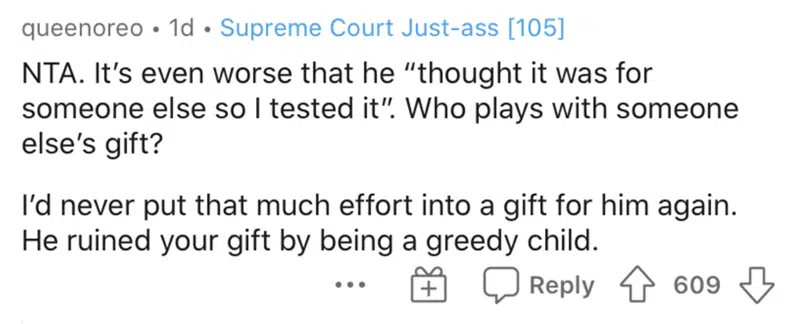 queenoreo • 1d • Supreme Court Just-ass [105]
NTA. It’s even worse that he “thought it was for
someone else so I tested it”. Who plays with someone
else’s gift?
I’d never put that much effort into a gift for him again.
He ruined your gift by being a greedy child.
Reply 609